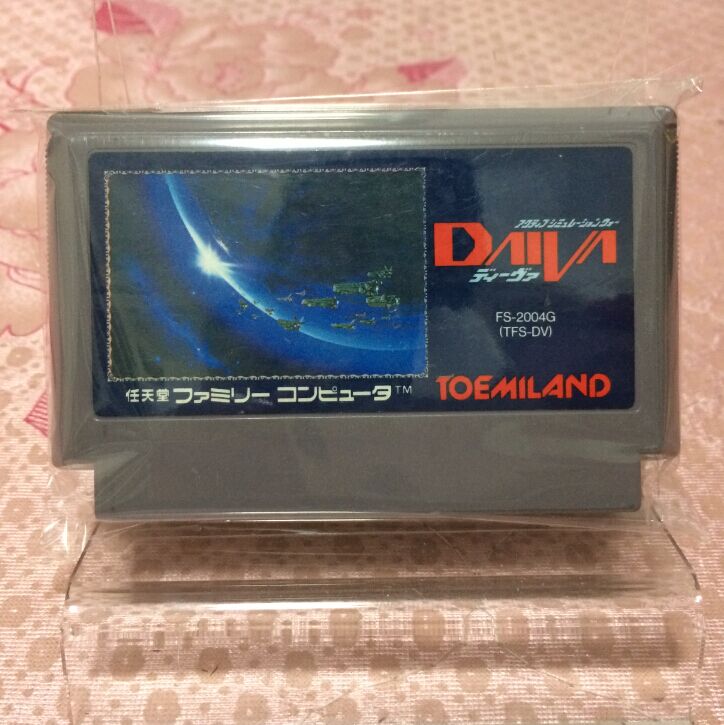 アクティブシミュレーションウォー
DAIVA
ディーヴァ
FS-2004G
(TFS-DV)
任天堂 ファミリー コンピュータ™
TOEMILAND